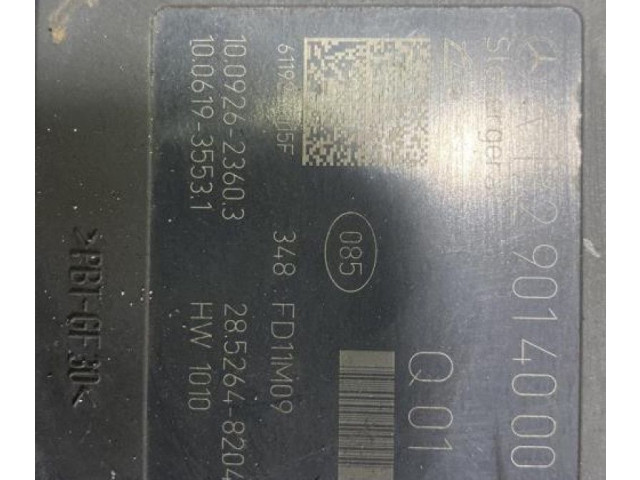 2 901 40 00
Q 01
085
348 FD11M09
10.0926-2360.3 28.5264-8204
10.0619-3553.1 HW 1010
>PBT-GF 30<